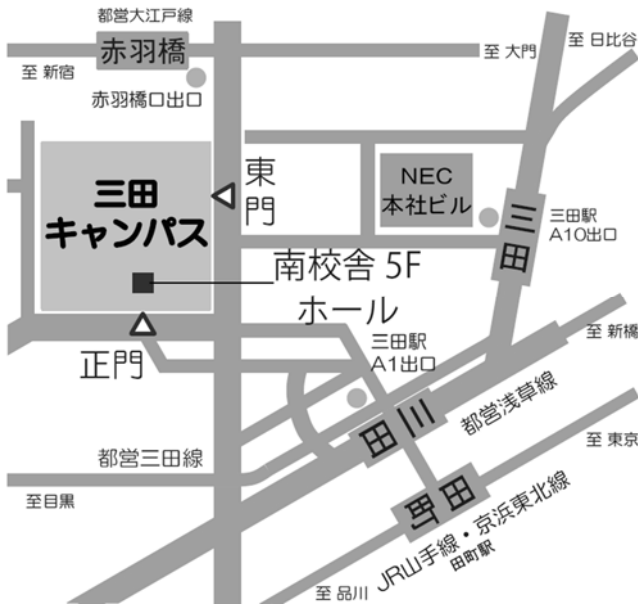 都営大江戸線
赤羽橋
至 新宿
至 大門
至 日比谷
赤羽橋口出口
三田
キャンパス
東門
NEC
本社ビル
三田
三田駅
A10出口
南校舎 5F
ホール
正門
三田駅
A1出口
至 新橋
三田
都営浅草線
都営三田線
至目黒
至 東京
田町
JR山手線・京浜東北線
田町駅
至 品川